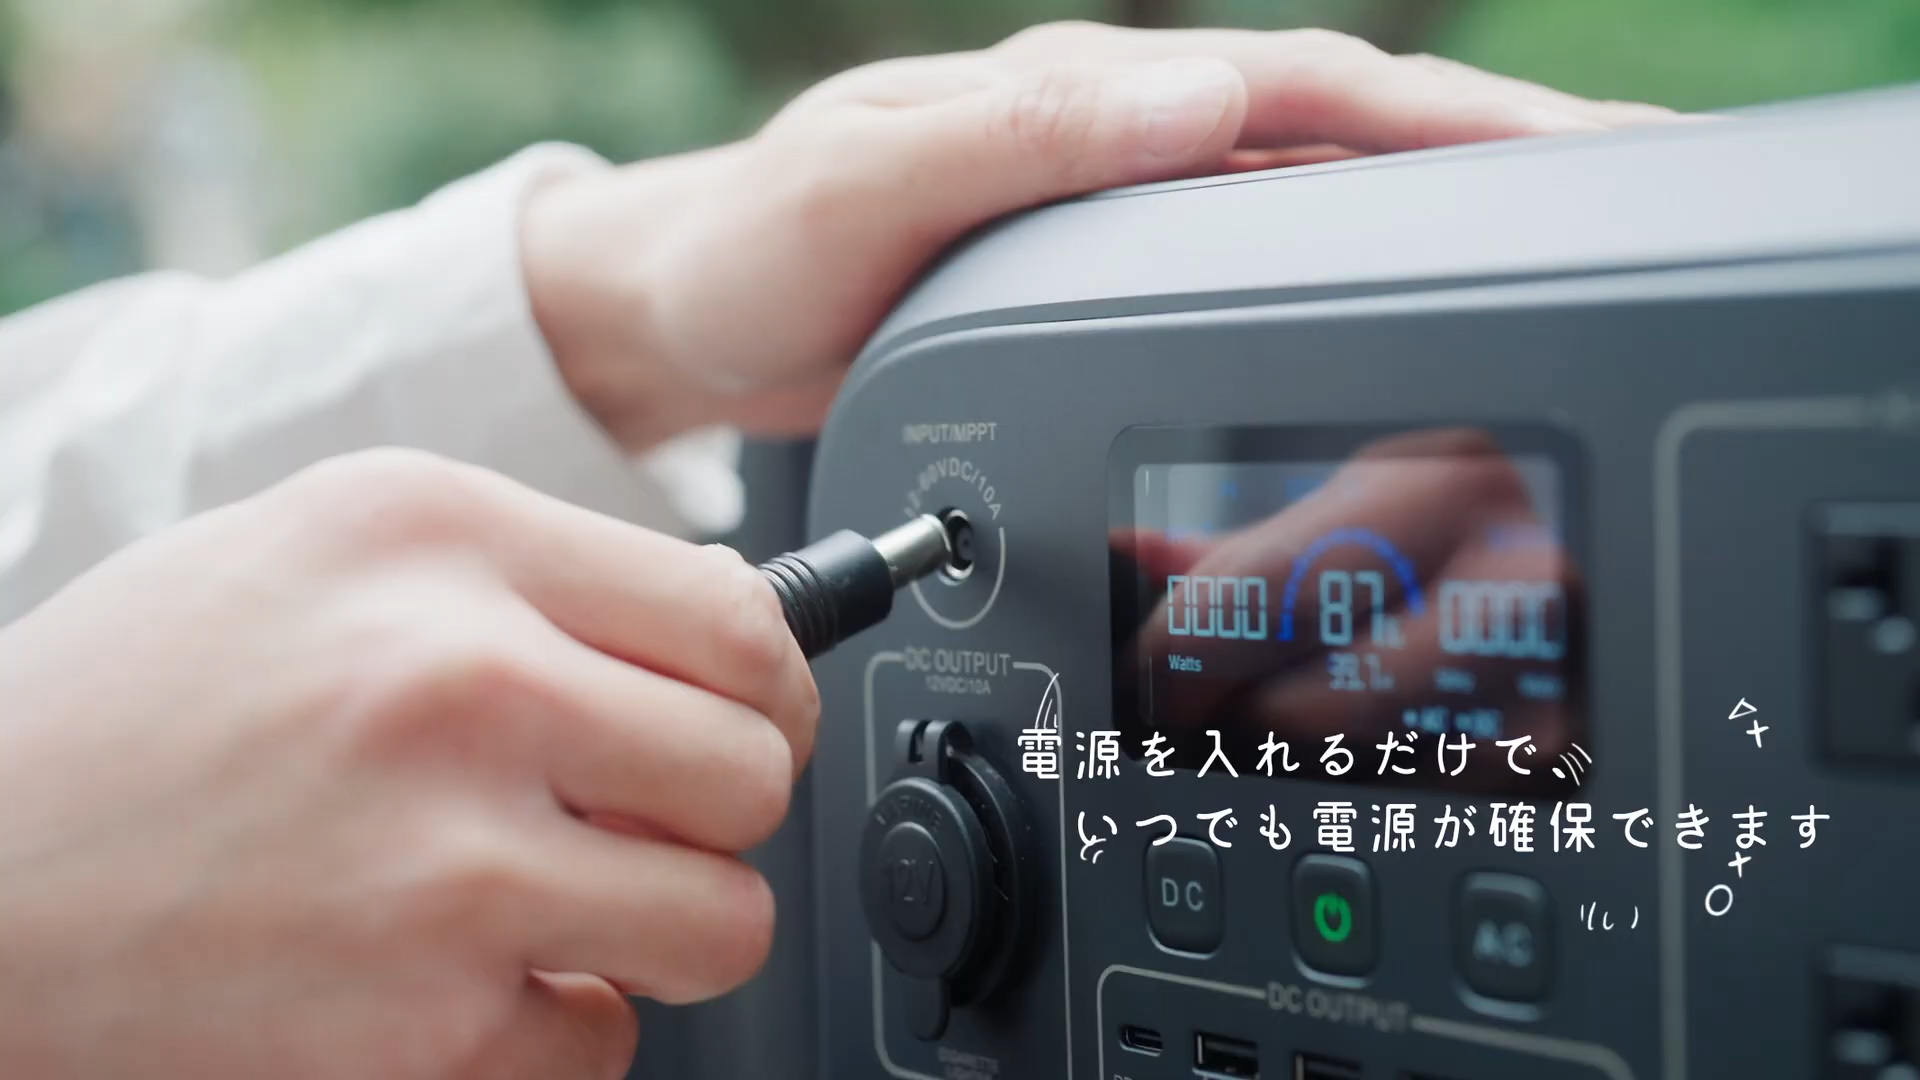 INPUT/MPPT
12-60VDC/10A
0000
87
Watts
DC OUTPUT
12VDC/10A
電源を入れるだけで
いつでも電源が確保できます
12V
DC
AC
DC OUTPUT